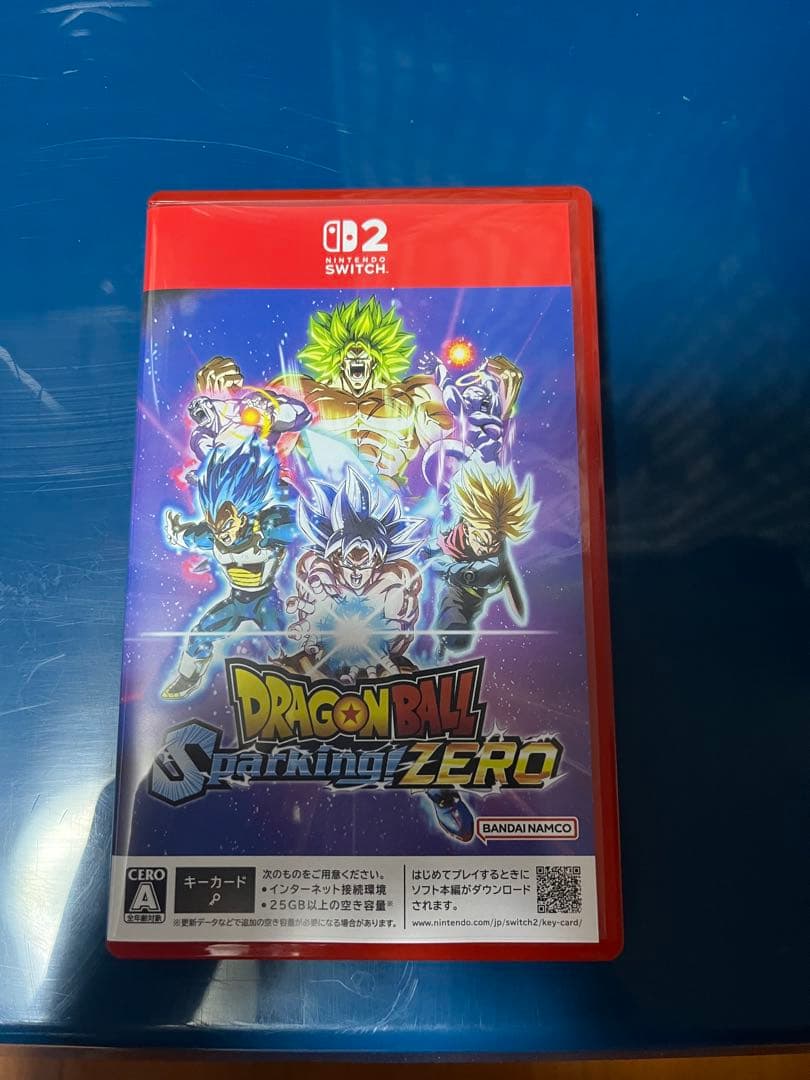 2
NINTENDO
SWITCH.
DRAGON BALL
Sparking! ZERO
BANDAI NAMCO
CERO
A
全年齢対象
キーカード
次のものをご用意ください。
•インターネット接続環境
•25GB以上の空き容量※
※更新データなどで追加の空き容量が必要になる場合があります。
はじめてプレイするときに
ソフト本編がダウンロード
されます。
www.nintendo.com/jp/switch2/key-card/